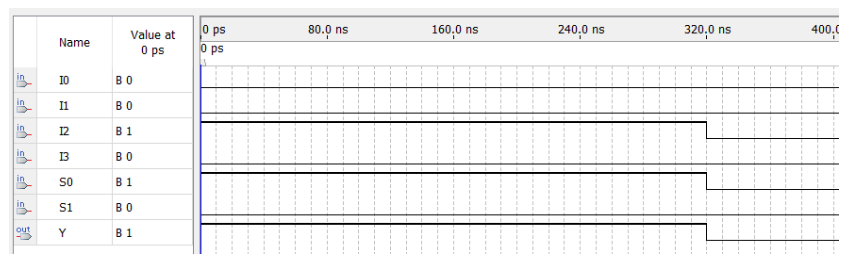 Name Value at 0 ps
0 ps 80.0 ns 160.0 ns 240.0 ns 320.0 ns 400.0
0 ps
in I0 B 0
in I1 B 0
in I2 B 1
in I3 B 0
in S0 B 1
in S1 B 0
out Y B 1